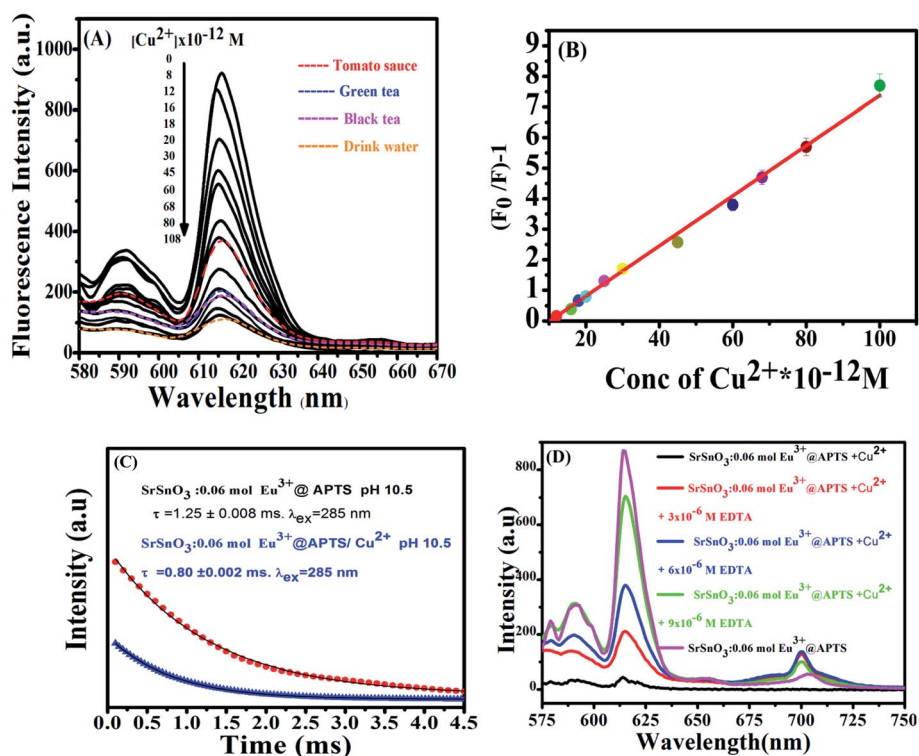 (A)
[Cu²⁺]x10⁻¹² M
0
8
12
16
18
20
30
45
60
68
80
108
Tomato sauce
Green tea
Black tea
Drink water
Fluorescence Intensity (a.u.)
1000
800
600
400
200
0
580 590 600 610 620 630 640 650 660 670
Wavelength (nm)
(B)
(F₀ /F)-1
8
7
6
5
4
3
2
1
0
20 40 60 80 100
Conc of Cu²⁺*10⁻¹²M
(C)
SrSnO₃:0.06 mol Eu³⁺@ APTS pH 10.5
τ =1.25 ± 0.008 ms. λex=285 nm
SrSnO₃:0.06 mol Eu³⁺@APTS/ Cu²⁺ pH 10.5
τ =0.80 ±0.002 ms. λex=285 nm
Intensity (a.u)
0.0 0.5 1.0 1.5 2.0 2.5 3.0 3.5 4.0 4.5
Time (ms)
(D)
SrSnO₃:0.06 mol Eu³⁺@APTS +Cu²⁺
SrSnO₃:0.06 mol Eu³⁺@APTS +Cu²⁺
+ 3x10⁻⁶ M EDTA
SrSnO₃:0.06 mol Eu³⁺@APTS +Cu²⁺
+ 6x10⁻⁶ M EDTA
SrSnO₃:0.06 mol Eu³⁺@APTS +Cu²⁺
+ 9x10⁻⁶ M EDTA
SrSnO₃:0.06 mol Eu³⁺@APTS
Intensity (a.u)
800
600
400
200
0
575 600 625 650 675 700 725 750
Wavelength(nm)